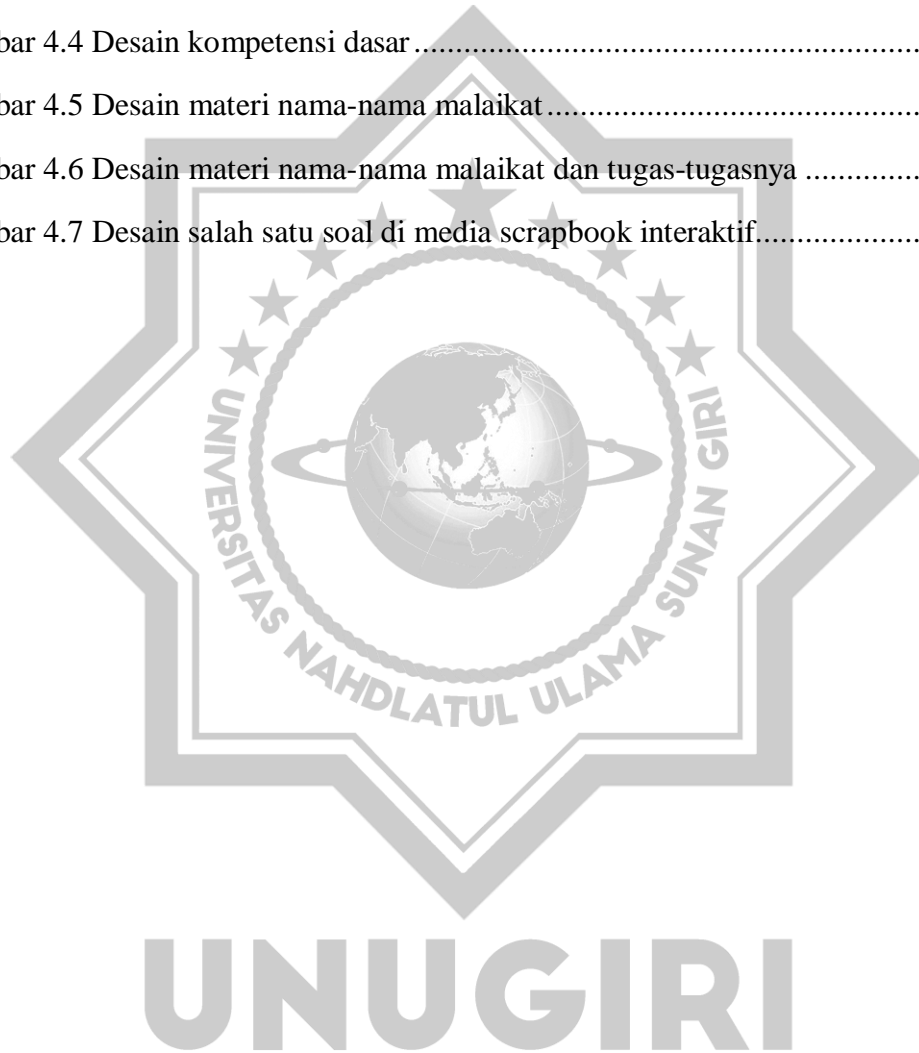 bar 4.4 Desain kompetensi dasar........................................................................
bar 4.5 Desain materi nama-nama malaikat..............................................
bar 4.6 Desain materi nama-nama malaikat dan tugas-tugasnya ..............
bar 4.7 Desain salah satu soal di media scrapbook interaktif....................
UNIVERSITAS NAHDLATUL ULAMA SUNAN GIRI
UNUGIRI